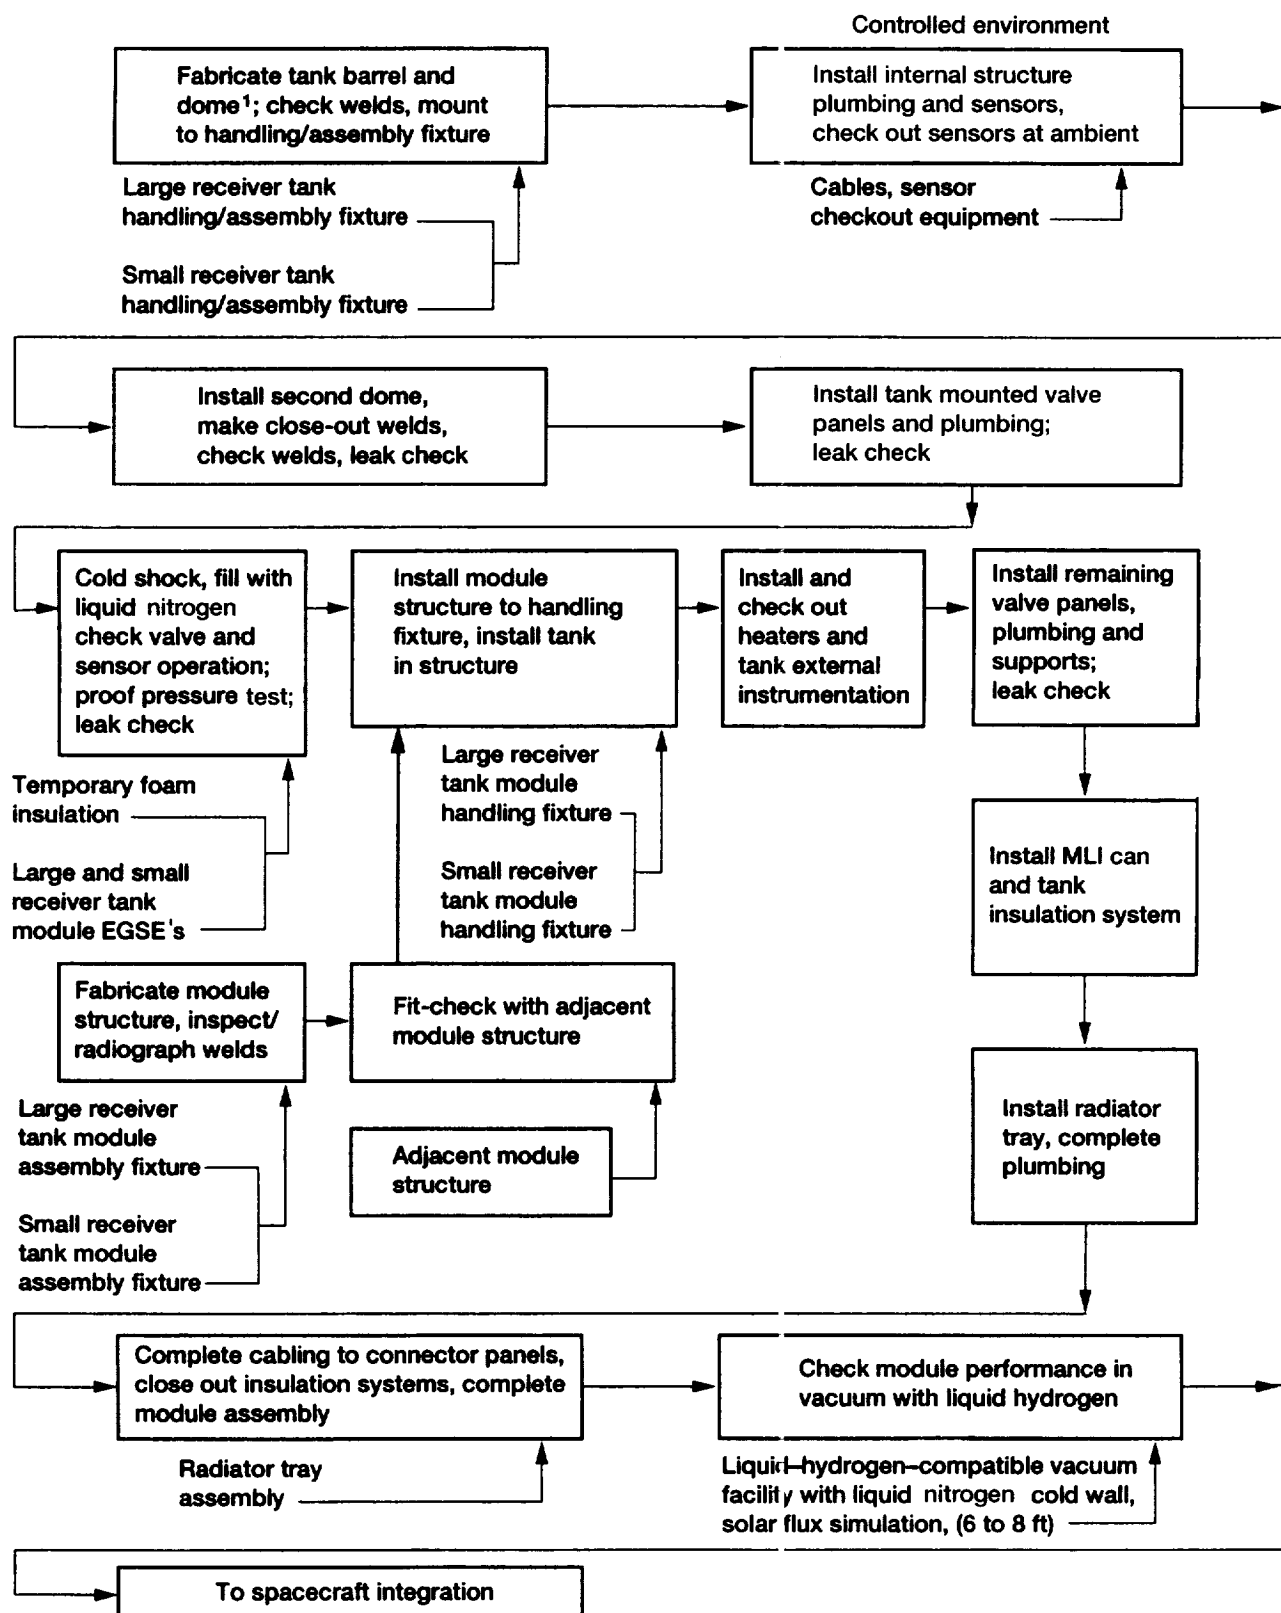 Controlled environment
Fabricate tank barrel and
dome¹; check welds, mount
to handling/assembly fixture
Install internal structure
plumbing and sensors,
check out sensors at ambient
Large receiver tank
handling/assembly fixture
Small receiver tank
handling/assembly fixture
Cables, sensor
checkout equipment
Install second dome,
make close-out welds,
check welds, leak check
Install tank mounted valve
panels and plumbing;
leak check
Cold shock, fill with
liquid nitrogen
check valve and
sensor operation;
proof pressure test;
leak check
Install module
structure to handling
fixture, install tank
in structure
Install and
check out
heaters and
tank external
instrumentation
Install remaining
valve panels,
plumbing and
supports;
leak check
Temporary foam
insulation
Large and small
receiver tank
module EGSE's
Large receiver
tank module
handling fixture
Small receiver
tank module
handling fixture
Install MLI can
and tank
insulation system
Fabricate module
structure, inspect/
radiograph welds
Fit-check with adjacent
module structure
Large receiver
tank module
assembly fixture
Small receiver
tank module
assembly fixture
Adjacent module
structure
Install radiator
tray, complete
plumbing
Complete cabling to connector panels,
close out insulation systems, complete
module assembly
Check module performance in
vacuum with liquid hydrogen
Radiator tray
assembly
Liquid-hydrogen-compatible vacuum
facility with liquid nitrogen cold wall,
solar flux simulation, (6 to 8 ft)
To spacecraft integration